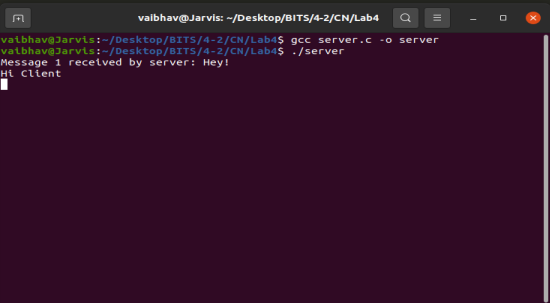 vaibhav@Jarvis: ~/Desktop/BITS/4-2/CN/Lab4
vaibhav@Jarvis:~/Desktop/BITS/4-2/CN/Lab4$ gcc server.c -o server
vaibhav@Jarvis:~/Desktop/BITS/4-2/CN/Lab4$ ./server
Message 1 received by server: Hey!
Hi Client